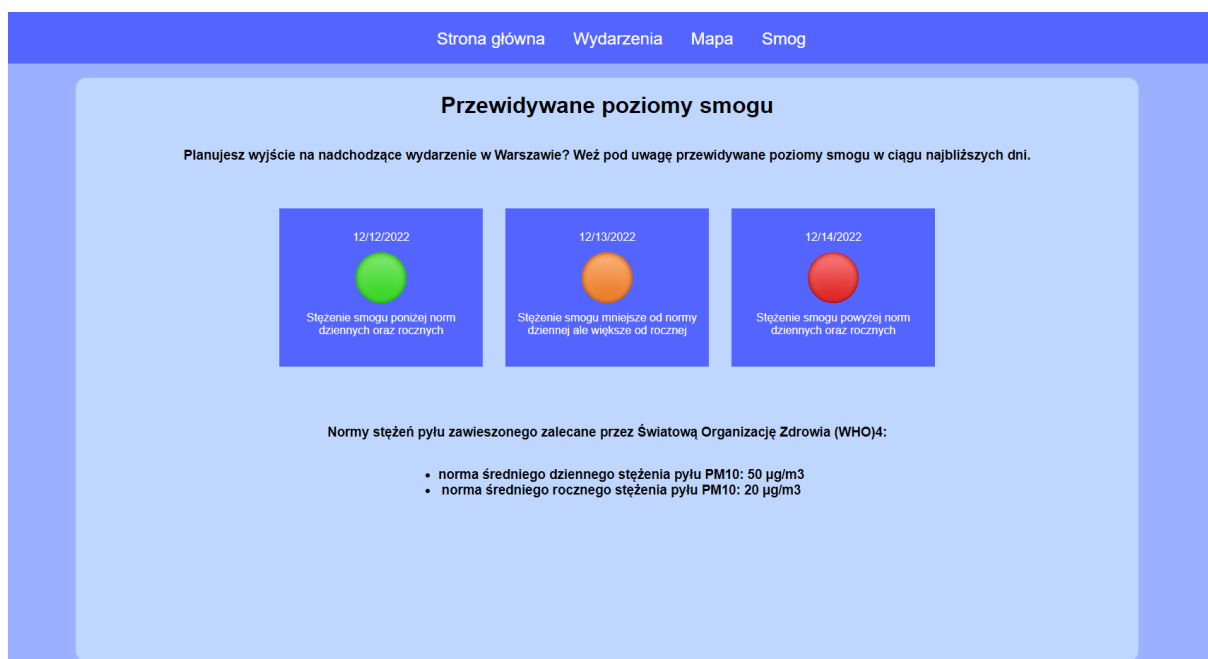 Strona główna Wydarzenia Mapa Smog
Przewidywane poziomy smogu
Planujesz wyjście na nadchodzące wydarzenie w Warszawie? Weź pod uwagę przewidywane poziomy smogu w ciągu najbliższych dni.
12/12/2022
Stężenie smogu poniżej norm
dziennych oraz rocznych
12/13/2022
Stężenie smogu mniejsze od normy
dziennej ale większe od rocznej
12/14/2022
Stężenie smogu powyżej norm
dziennych oraz rocznych
Normy stężeń pyłu zawieszonego zalecane przez Światową Organizację Zdrowia (WHO)4:
• norma średniego dziennego stężenia pyłu PM10: 50 µg/m3
• norma średniego rocznego stężenia pyłu PM10: 20 µg/m3